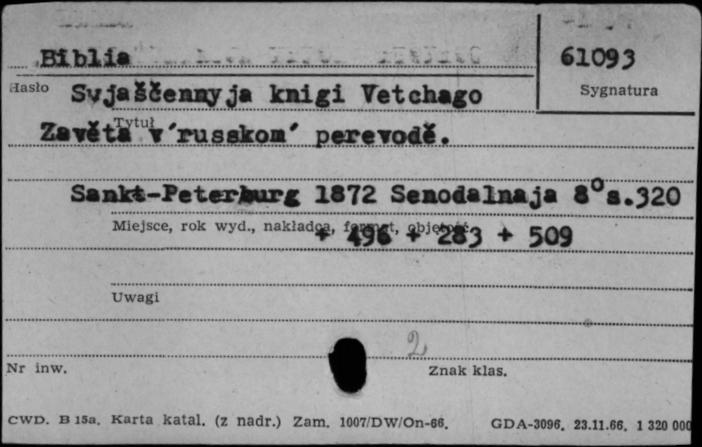 Biblia
61093
Hasło
Svjaščennyja knigi Vetchago
Sygnatura
Tytuł
Zavěta v ′russkom′ perevodě.
Sankt-Peterburg 1872 Senodalnaja 8°s.320
Miejsce, rok wyd., nakładca, format, objętość
+ 496 + 283 + 509
Uwagi
2
Nr inw.
Znak klas.
CWD. B 15a. Karta katal. (z nadr.) Zam. 1007/DW/On-66. GDA-3096. 23.11.66. 1 320 000